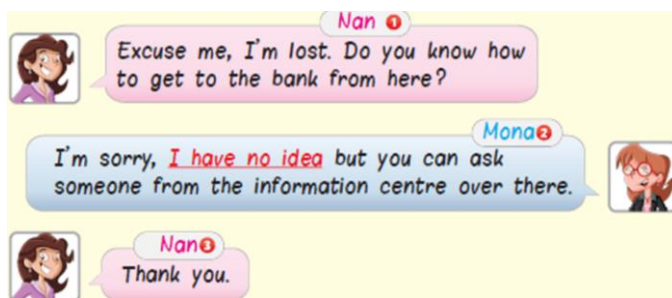 Nan 1
Excuse me, I'm lost. Do you know how
to get to the bank from here?
Mona 2
I'm sorry, I have no idea but you can ask
someone from the information centre over there.
Nan 3
Thank you.